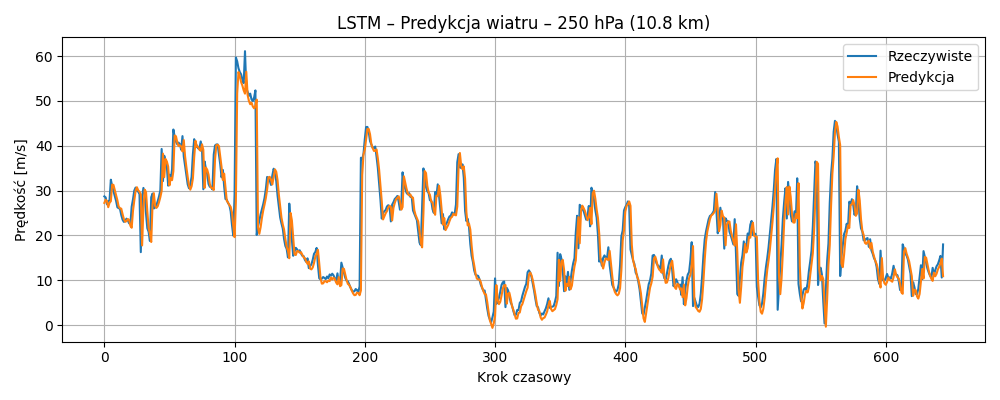 LSTM – Predykcja wiatru – 250 hPa (10.8 km)
Prędkość [m/s]
60
50
40
30
20
10
0
Rzeczywiste
Predykcja
0 100 200 300 400 500 600
Krok czasowy